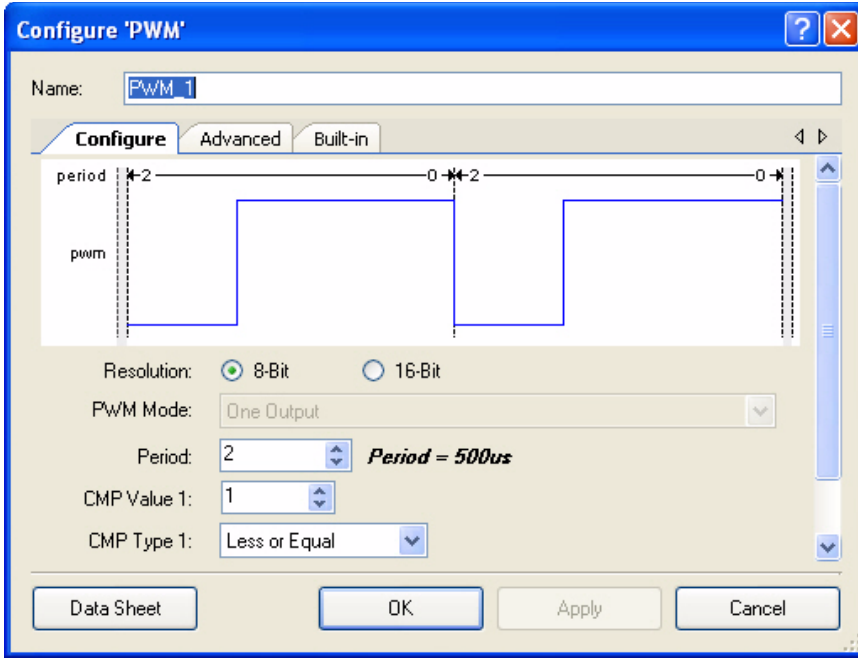 Configure 'PWM'
Name: PWM_1
Configure Advanced Built-in
period 2 0 2 0
pwm
Resolution: 8-Bit 16-Bit
PWM Mode: One Output
Period: 2 Period = 500us
CMP Value 1: 1
CMP Type 1: Less or Equal
Data Sheet OK Apply Cancel